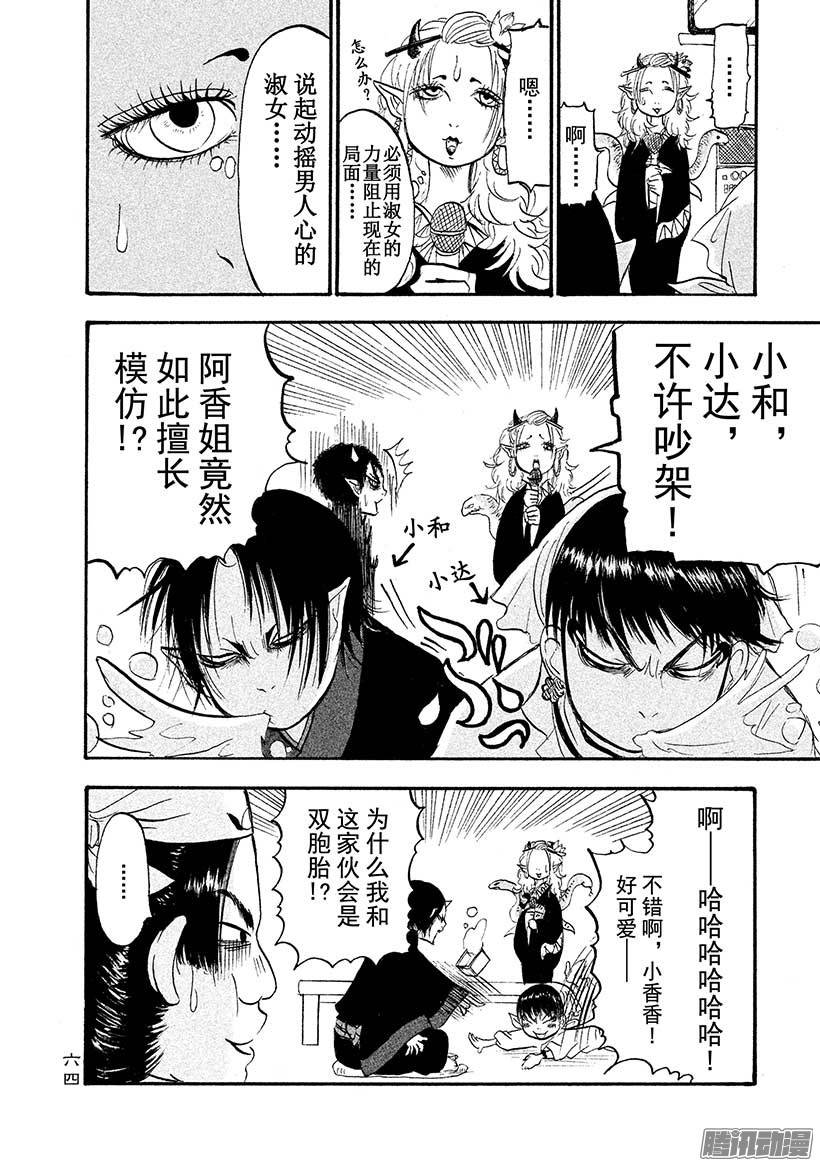 ……
啊……
嗯……
怎么办？
必须用淑女的
力量阻止现在的
局面……
说起动摇男人心的
淑女……
小和，
小达，
不许吵架！
小和
小达
阿香姐竟然
如此擅长
模仿!?
啊——哈哈哈哈哈哈！
不错啊，小香香！
好可爱——
为什么我和
这家伙会是
双胞胎!?
……
六四
腾讯动漫